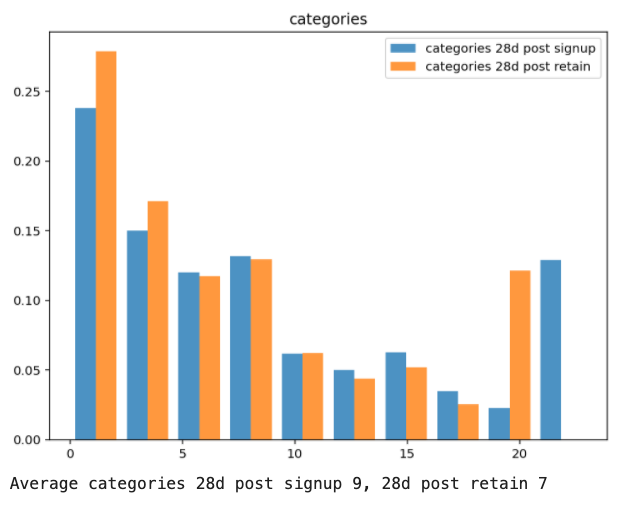 categories
categories 28d post signup
categories 28d post retain
0.25
0.20
0.15
0.10
0.05
0.00
0 5 10 15 20
Average categories 28d post signup 9, 28d post retain 7